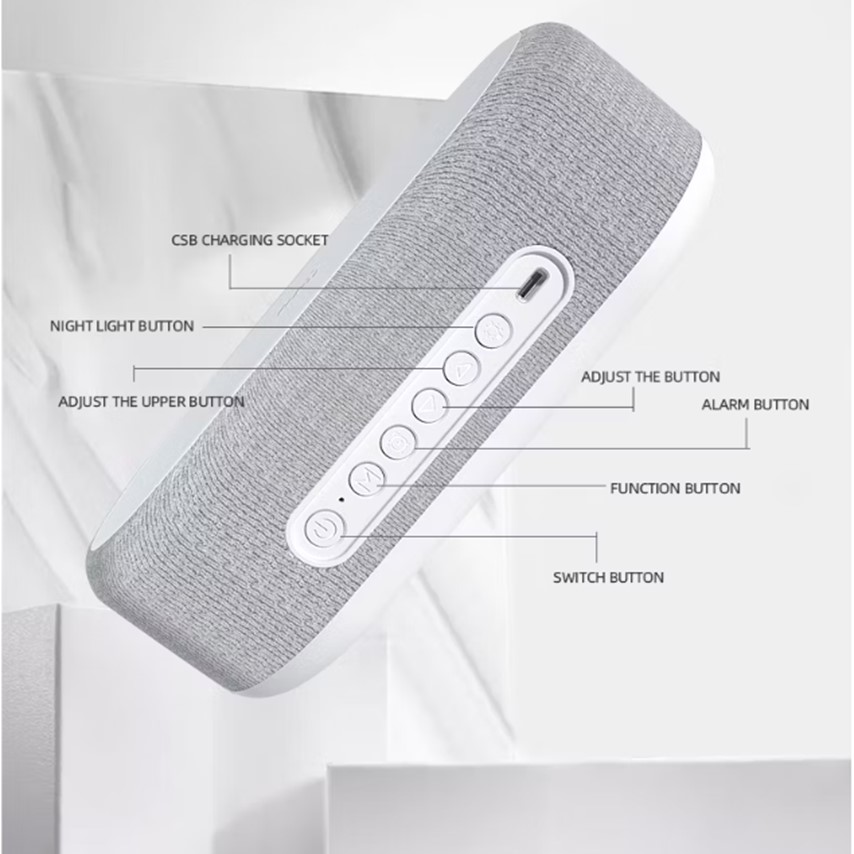 CSB CHARGING SOCKET
NIGHT LIGHT BUTTON
ADJUST THE UPPER BUTTON
ADJUST THE BUTTON
ALARM BUTTON
FUNCTION BUTTON
SWITCH BUTTON
M